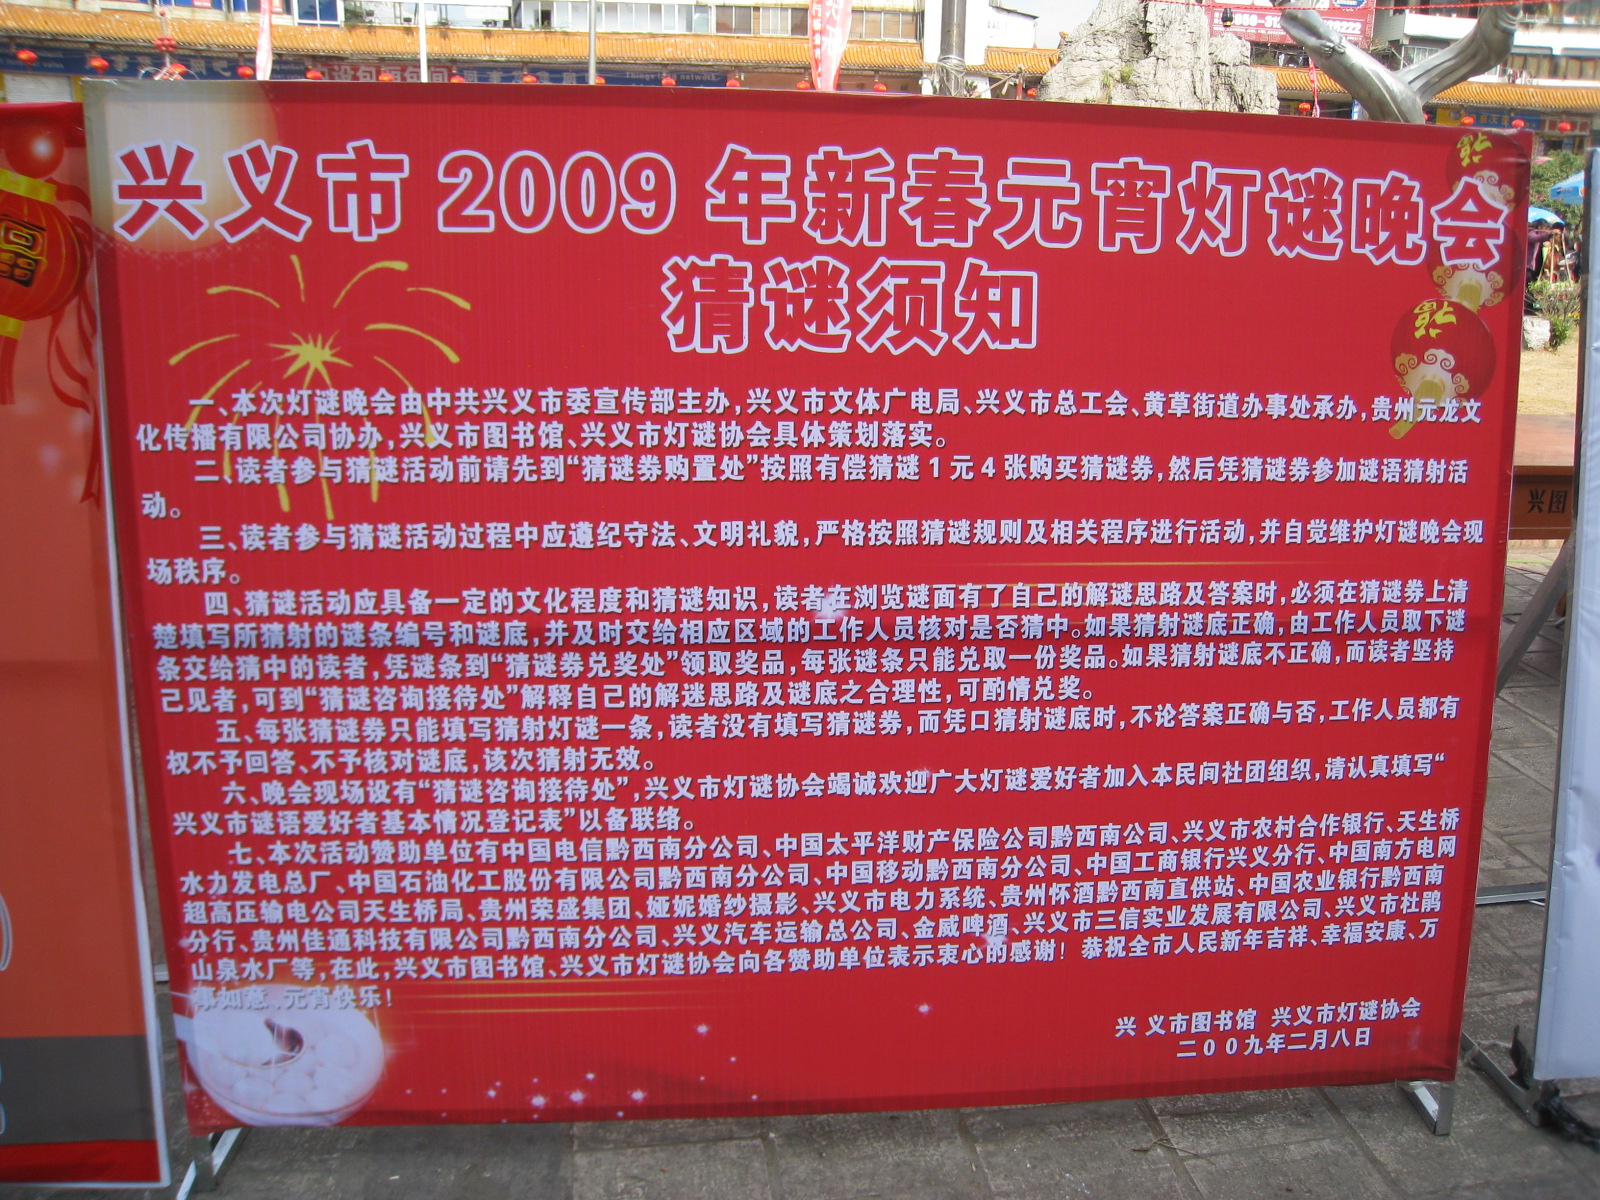 兴义市2009年新春元宵灯谜晚会
猜谜须知
一、本次灯谜晚会由中共兴义市委宣传部主办,兴义市文体广电局、兴义市总工会、黄草街道办事处承办,贵州元龙文
化传播有限公司协办,兴义市图书馆、兴义市灯谜协会具体策划落实。
二、读者参与猜谜活动前请先到“猜谜券购置处”按照有偿猜谜1元4张购买猜谜券,然后凭猜谜券参加谜语猜射活
动。
三、读者参与猜谜活动过程中应遵纪守法、文明礼貌,严格按照猜谜规则及相关程序进行活动,并自觉维护灯谜晚会现
场秩序。
四、猜谜活动应具备一定的文化程度和猜谜知识,读者在浏览谜面有了自己的解谜思路及答案时,必须在猜谜券上清
楚填写所猜射的谜条编号和谜底,并及时交给相应区域的工作人员核对是否猜中。如果猜射谜底正确,由工作人员取下谜
条交给猜中的读者,凭谜条到“猜谜券兑奖处”领取奖品,每张谜条只能兑取一份奖品。如果猜射谜底不正确,而读者坚持
己见者,可到“猜谜咨询接待处”解释自己的解迷思路及谜底之合理性,可酌情兑奖。
五、每张猜谜券只能填写猜射灯谜一条,读者没有填写猜谜券,而凭口猜射谜底时,不论答案正确与否,工作人员都有
权不予回答、不予核对谜底,该次猜射无效。
六、晚会现场设有“猜谜咨询接待处”,兴义市灯谜协会竭诚欢迎广大灯谜爱好者加入本民间社团组织,请认真填写“
兴义市谜语爱好者基本情况登记表”以备联络。
七、本次活动赞助单位有中国电信黔西南分公司、中国太平洋财产保险公司黔西南公司、兴义市农村合作银行、天生桥
水力发电总厂、中国石油化工股份有限公司黔西南分公司、中国移动黔西南分公司、中国工商银行兴义分行、中国南方电网
超高压输电公司天生桥局、贵州荣盛集团、娅妮婚纱摄影、兴义市电力系统、贵州怀酒黔西南直供站、中国农业银行黔西南
分行、贵州佳通科技有限公司黔西南分公司、兴义汽车运输总公司、金威啤酒、兴义市三信实业发展有限公司、兴义市杜鹃
山泉水厂等,在此,兴义市图书馆、兴义市灯谜协会向各赞助单位表示衷心的感谢!恭祝全市人民新年吉祥、幸福安康、万
事如意、元宵快乐!
兴 义市图书馆 兴义市灯谜协会
二00九年二月八日
福
福
兴图